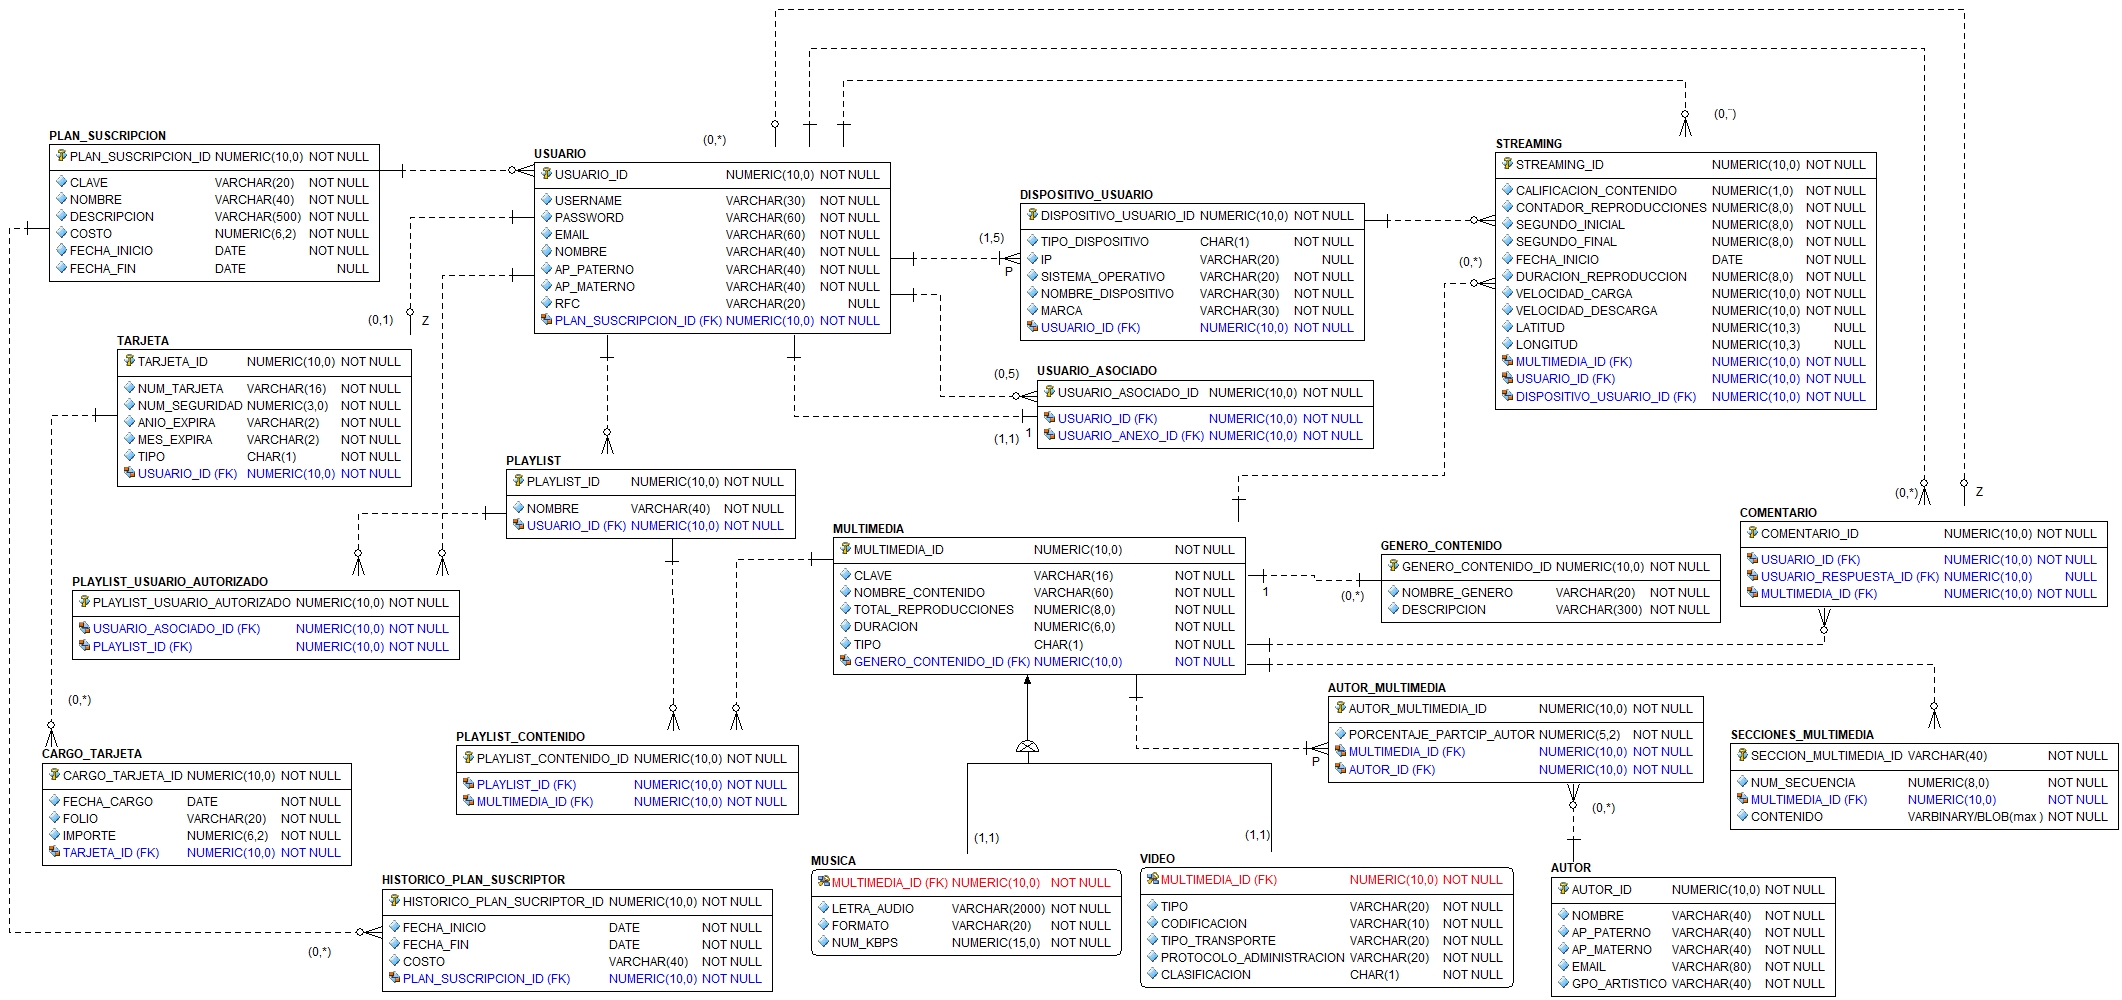 (0,*)
(0,¨)
PLAN_SUSCRIPCION
PLAN_SUSCRIPCION_ID NUMERIC(10,0) NOT NULL
CLAVE VARCHAR(20) NOT NULL
NOMBRE VARCHAR(40) NOT NULL
DESCRIPCION VARCHAR(500) NOT NULL
COSTO NUMERIC(6,2) NOT NULL
FECHA_INICIO DATE NOT NULL
FECHA_FIN DATE NULL
USUARIO
USUARIO_ID NUMERIC(10,0) NOT NULL
USERNAME VARCHAR(30) NOT NULL
PASSWORD VARCHAR(60) NOT NULL
EMAIL VARCHAR(60) NOT NULL
NOMBRE VARCHAR(40) NOT NULL
AP_PATERNO VARCHAR(40) NOT NULL
AP_MATERNO VARCHAR(40) NOT NULL
RFC VARCHAR(20) NULL
PLAN_SUSCRIPCION_ID (FK) NUMERIC(10,0) NOT NULL
(1,5)
P
DISPOSITIVO_USUARIO
DISPOSITIVO_USUARIO_ID NUMERIC(10,0) NOT NULL
TIPO_DISPOSITIVO CHAR(1) NOT NULL
IP VARCHAR(20) NULL
SISTEMA_OPERATIVO VARCHAR(20) NOT NULL
NOMBRE_DISPOSITIVO VARCHAR(30) NOT NULL
MARCA VARCHAR(30) NOT NULL
USUARIO_ID (FK) NUMERIC(10,0) NOT NULL
(0,*)
STREAMING
STREAMING_ID NUMERIC(10,0) NOT NULL
CALIFICACION_CONTENIDO NUMERIC(1,0) NOT NULL
CONTADOR_REPRODUCCIONES NUMERIC(8,0) NOT NULL
SEGUNDO_INICIAL NUMERIC(8,0) NOT NULL
SEGUNDO_FINAL NUMERIC(8,0) NOT NULL
FECHA_INICIO DATE NOT NULL
DURACION_REPRODUCCION NUMERIC(8,0) NOT NULL
VELOCIDAD_CARGA NUMERIC(10,0) NOT NULL
VELOCIDAD_DESCARGA NUMERIC(10,0) NOT NULL
LATITUD NUMERIC(10,3) NULL
LONGITUD NUMERIC(10,3) NULL
MULTIMEDIA_ID (FK) NUMERIC(10,0) NOT NULL
USUARIO_ID (FK) NUMERIC(10,0) NOT NULL
DISPOSITIVO_USUARIO_ID (FK) NUMERIC(10,0) NOT NULL
(0,1) Z
TARJETA
TARJETA_ID NUMERIC(10,0) NOT NULL
NUM_TARJETA VARCHAR(16) NOT NULL
NUM_SEGURIDAD NUMERIC(3,0) NOT NULL
ANIO_EXPIRA VARCHAR(2) NOT NULL
MES_EXPIRA VARCHAR(2) NOT NULL
TIPO CHAR(1) NOT NULL
USUARIO_ID (FK) NUMERIC(10,0) NOT NULL
(0,5)
USUARIO_ASOCIADO
USUARIO_ASOCIADO_ID NUMERIC(10,0) NOT NULL
USUARIO_ID (FK) NUMERIC(10,0) NOT NULL
USUARIO_ANEXO_ID (FK) NUMERIC(10,0) NOT NULL
(1,1) 1
PLAYLIST
PLAYLIST_ID NUMERIC(10,0) NOT NULL
NOMBRE VARCHAR(40) NOT NULL
USUARIO_ID (FK) NUMERIC(10,0) NOT NULL
(0,*) Z
COMENTARIO
COMENTARIO_ID NUMERIC(10,0) NOT NULL
USUARIO_ID (FK) NUMERIC(10,0) NOT NULL
USUARIO_RESPUESTA_ID (FK) NUMERIC(10,0) NULL
MULTIMEDIA_ID (FK) NUMERIC(10,0) NOT NULL
MULTIMEDIA
MULTIMEDIA_ID NUMERIC(10,0) NOT NULL
CLAVE VARCHAR(16) NOT NULL
NOMBRE_CONTENIDO VARCHAR(60) NOT NULL
TOTAL_REPRODUCCIONES NUMERIC(8,0) NOT NULL
DURACION NUMERIC(6,0) NOT NULL
TIPO CHAR(1) NOT NULL
GENERO_CONTENIDO_ID (FK) NUMERIC(10,0) NOT NULL
1
(0,*)
GENERO_CONTENIDO
GENERO_CONTENIDO_ID NUMERIC(10,0) NOT NULL
NOMBRE_GENERO VARCHAR(20) NOT NULL
DESCRIPCION VARCHAR(300) NOT NULL
PLAYLIST_USUARIO_AUTORIZADO
PLAYLIST_USUARIO_AUTORIZADO NUMERIC(10,0) NOT NULL
USUARIO_ASOCIADO_ID (FK) NUMERIC(10,0) NOT NULL
PLAYLIST_ID (FK) NUMERIC(10,0) NOT NULL
(0,*)
CARGO_TARJETA
CARGO_TARJETA_ID NUMERIC(10,0) NOT NULL
FECHA_CARGO DATE NOT NULL
FOLIO VARCHAR(20) NOT NULL
IMPORTE NUMERIC(6,2) NOT NULL
TARJETA_ID (FK) NUMERIC(10,0) NOT NULL
PLAYLIST_CONTENIDO
PLAYLIST_CONTENIDO_ID NUMERIC(10,0) NOT NULL
PLAYLIST_ID (FK) NUMERIC(10,0) NOT NULL
MULTIMEDIA_ID (FK) NUMERIC(10,0) NOT NULL
P
AUTOR_MULTIMEDIA
AUTOR_MULTIMEDIA_ID NUMERIC(10,0) NOT NULL
PORCENTAJE_PARTCIP_AUTOR NUMERIC(5,2) NOT NULL
MULTIMEDIA_ID (FK) NUMERIC(10,0) NOT NULL
AUTOR_ID (FK) NUMERIC(10,0) NOT NULL
SECCIONES_MULTIMEDIA
SECCION_MULTIMEDIA_ID VARCHAR(40) NOT NULL
NUM_SECUENCIA NUMERIC(8,0) NOT NULL
MULTIMEDIA_ID (FK) NUMERIC(10,0) NOT NULL
CONTENIDO VARBINARY/BLOB(max ) NOT NULL
(0,*)
(1,1)
(1,1)
HISTORICO_PLAN_SUSCRIPTOR
HISTORICO_PLAN_SUCRIPTOR_ID NUMERIC(10,0) NOT NULL
FECHA_INICIO DATE NOT NULL
FECHA_FIN DATE NOT NULL
COSTO VARCHAR(40) NOT NULL
PLAN_SUSCRIPCION_ID (FK) NUMERIC(10,0) NOT NULL
(0,*)
MUSICA
MULTIMEDIA_ID (FK) NUMERIC(10,0) NOT NULL
LETRA_AUDIO VARCHAR(2000) NOT NULL
FORMATO VARCHAR(20) NOT NULL
NUM_KBPS NUMERIC(15,0) NOT NULL
VIDEO
MULTIMEDIA_ID (FK) NUMERIC(10,0) NOT NULL
TIPO VARCHAR(20) NOT NULL
CODIFICACION VARCHAR(10) NOT NULL
TIPO_TRANSPORTE VARCHAR(20) NOT NULL
PROTOCOLO_ADMINISTRACION VARCHAR(20) NOT NULL
CLASIFICACION CHAR(1) NOT NULL
AUTOR
AUTOR_ID NUMERIC(10,0) NOT NULL
NOMBRE VARCHAR(40) NOT NULL
AP_PATERNO VARCHAR(40) NOT NULL
AP_MATERNO VARCHAR(40) NOT NULL
EMAIL VARCHAR(80) NOT NULL
GPO_ARTISTICO VARCHAR(40) NOT NULL